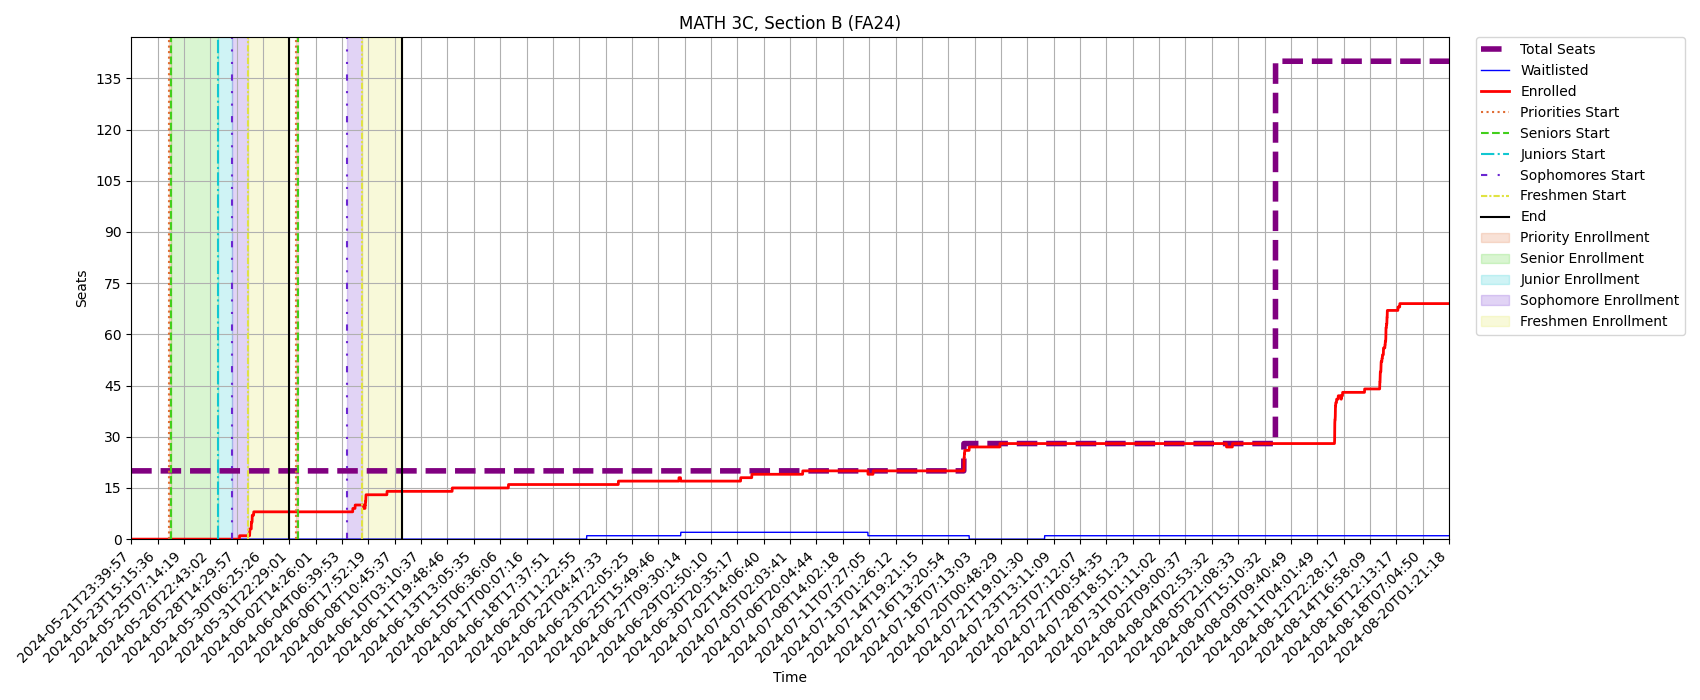 MATH 3C, Section B (FA24)
Total Seats
Waitlisted
Enrolled
Priorities Start
Seniors Start
Juniors Start
Sophomores Start
Freshmen Start
End
Priority Enrollment
Senior Enrollment
Junior Enrollment
Sophomore Enrollment
Freshmen Enrollment
Seats
135
120
105
90
75
60
45
30
15
0
2024-05-21T23:39:57
2024-05-23T15:15:36
2024-05-25T07:14:19
2024-05-26T22:43:02
2024-05-28T14:29:57
2024-05-30T06:25:26
2024-05-31T22:29:01
2024-06-02T14:26:01
2024-06-04T06:39:53
2024-06-06T17:52:19
2024-06-08T10:45:37
2024-06-10T03:10:37
2024-06-11T19:48:46
2024-06-13T13:05:35
2024-06-15T06:36:06
2024-06-17T00:07:16
2024-06-18T17:37:51
2024-06-20T11:22:55
2024-06-22T04:47:33
2024-06-23T22:05:25
2024-06-25T15:49:46
2024-06-27T09:30:14
2024-06-29T02:50:10
2024-06-30T20:35:17
2024-07-02T14:06:40
2024-07-05T02:03:41
2024-07-06T20:04:44
2024-07-08T14:02:18
2024-07-11T07:27:05
2024-07-13T01:26:12
2024-07-14T19:21:15
2024-07-16T13:20:54
2024-07-18T07:13:03
2024-07-20T00:48:29
2024-07-21T19:01:30
2024-07-23T13:11:09
2024-07-25T07:12:07
2024-07-27T00:54:35
2024-07-28T18:51:23
2024-07-31T01:11:02
2024-08-02T09:00:37
2024-08-04T02:53:32
2024-08-05T21:08:33
2024-08-07T15:10:32
2024-08-09T09:40:49
2024-08-11T04:01:49
2024-08-12T22:28:17
2024-08-14T16:58:09
2024-08-16T12:13:17
2024-08-18T07:04:50
2024-08-20T01:21:18
Time